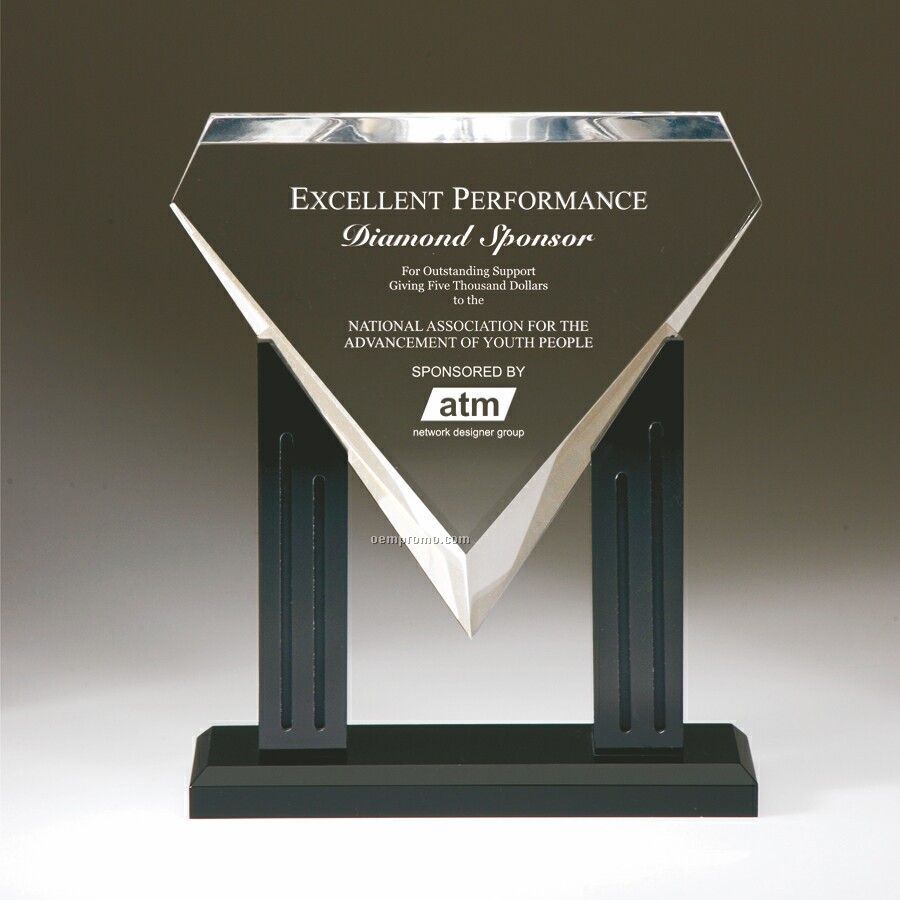 EXCELLENT PERFORMANCE
Diamond Sponsor
For Outstanding Support
Giving Five Thousand Dollars
to the
NATIONAL ASSOCIATION FOR THE
ADVANCEMENT OF YOUTH PEOPLE
SPONSORED BY
atm
network designer group
oempromo.com